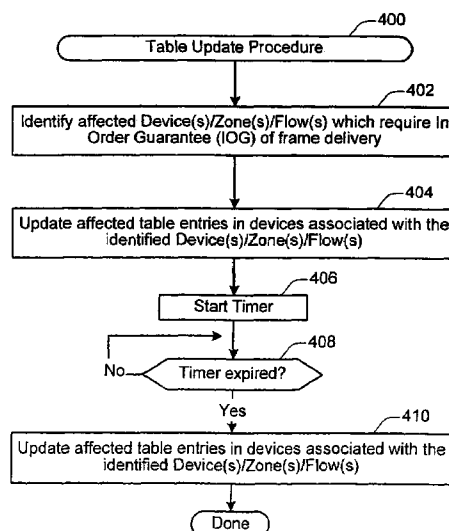 400
Table Update Procedure
402
Identify affected Device(s)/Zone(s)/Flow(s) which require In
Order Guarantee (IOG) of frame delivery
404
Update affected table entries in devices associated with the
identified Device(s)/Zone(s)/Flow(s)
406
Start Timer
408
No
Timer expired?
Yes
410
Update affected table entries in devices associated with the
identified Device(s)/Zone(s)/Flow(s)
Done